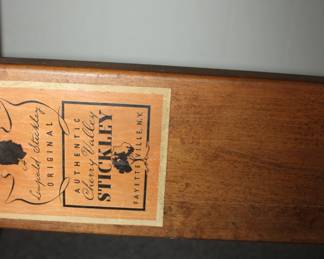 Leopold Stickley
ORIGINAL
AUTHENTIC
Cherry Valley
STICKLEY
FAYETTEVILLE, N.Y.